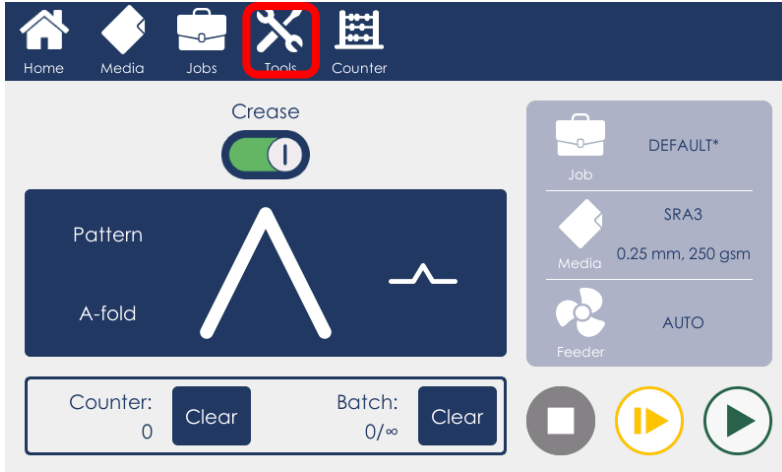 Home
Media
Jobs
Tools
Counter
Crease
Pattern
A-fold
Counter:
0
Clear
Batch:
0/∞
Clear
DEFAULT*
Job
SRA3
0.25 mm, 250 gsm
Media
AUTO
Feeder